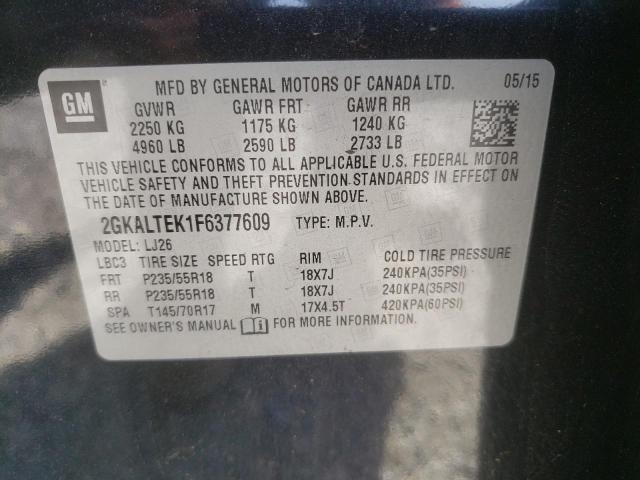 GM
MFD BY GENERAL MOTORS OF CANADA LTD. 05/15
GVWR GAWR FRT GAWR RR
2250 KG 1175 KG 1240 KG
4960 LB 2590 LB 2733 LB
THIS VEHICLE CONFORMS TO ALL APPLICABLE U.S. FEDERAL MOTOR
VEHICLE SAFETY AND THEFT PREVENTION STANDARDS IN EFFECT ON
THE DATE OF MANUFACTURE SHOWN ABOVE.
2GKALTEK1F6377609 TYPE: M.P.V.
MODEL: LJ26
LBC3 TIRE SIZE SPEED RTG RIM COLD TIRE PRESSURE
FRT P235/55R18 T 18X7J 240KPA(35PSI)
RR P235/55R18 T 18X7J 240KPA(35PSI)
SPA T145/70R17 M 17X4.5T 420KPA(60PSI)
SEE OWNER'S MANUAL FOR MORE INFORMATION.